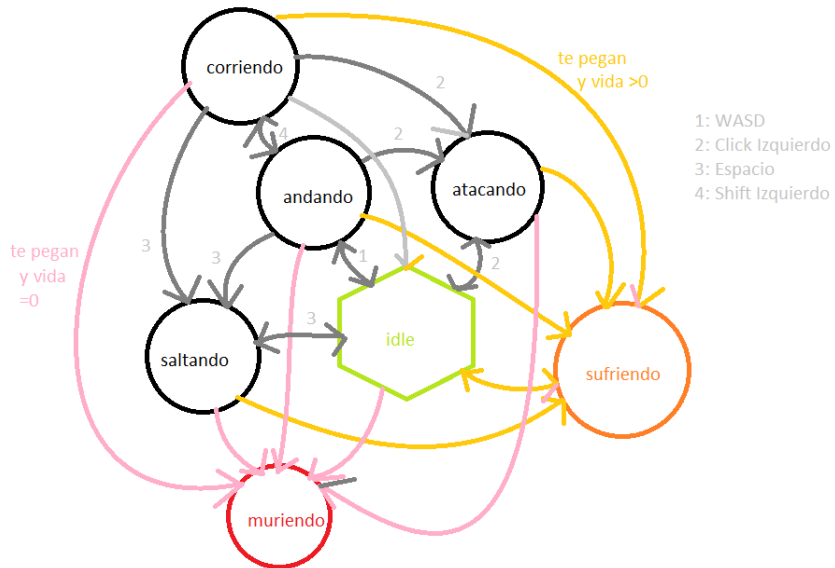 corriendo
te pegan
y vida >0
2
1: WASD
2: Click Izquierdo
3: Espacio
4: Shift Izquierdo
4
2
andando
atacando
te pegan
y vida
=0
3
3
1
2
3
idle
saltando
sufriendo
muriendo